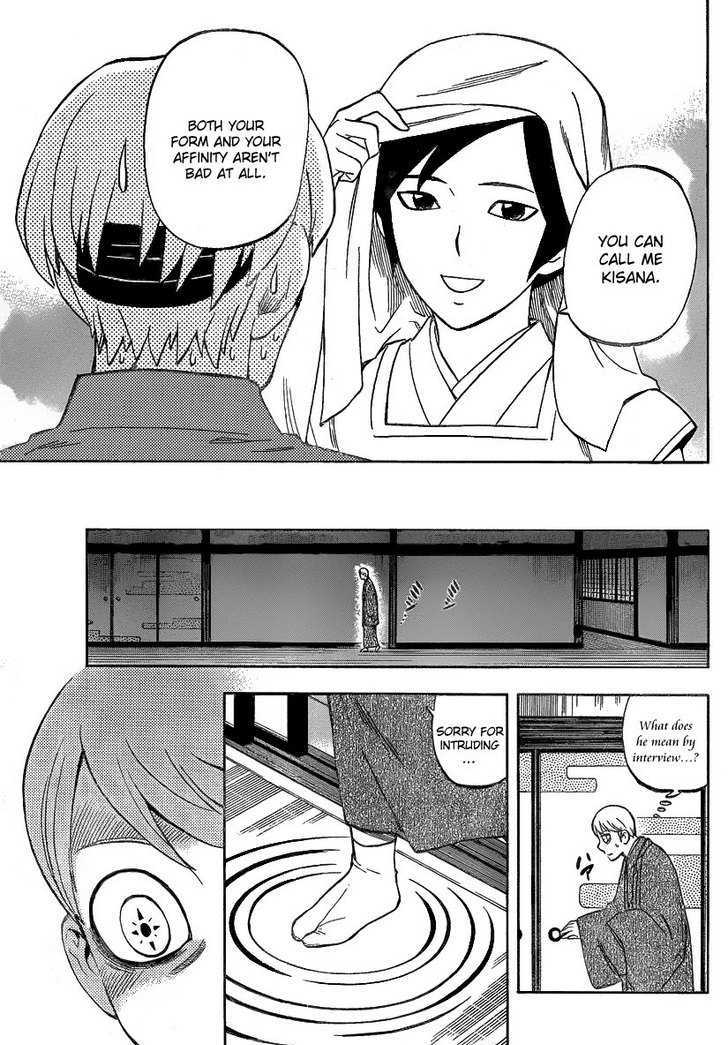 YOU CAN
CALL ME
KISANA.
BOTH YOUR
FORM AND YOUR
AFFINITY AREN'T
BAD AT ALL.
What does
he mean by
interview...?
SORRY FOR
INTRUDING
...